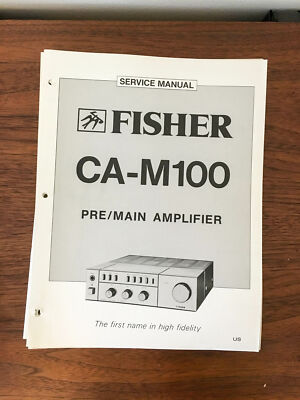 SERVICE MANUAL
FISHER
CA-M100
PRE/MAIN AMPLIFIER
The first name in high fidelity
US